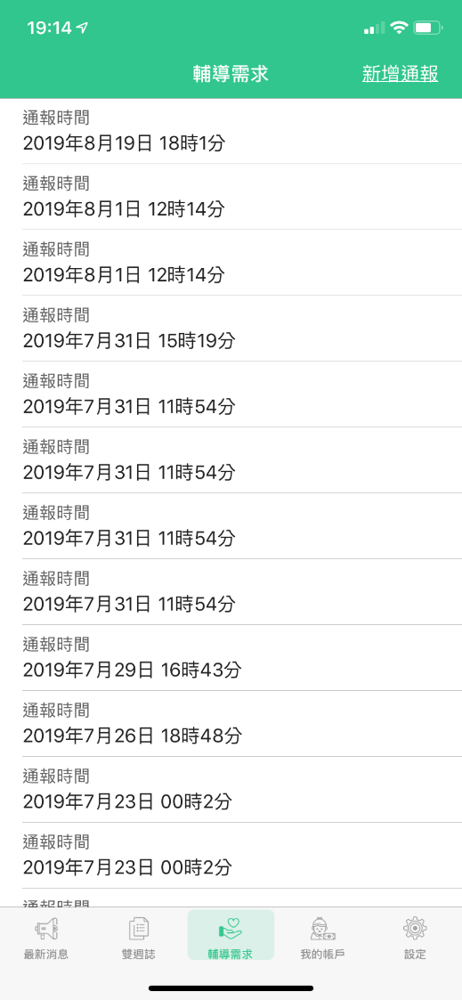 19:14
輔導需求
新增通報
通報時間
2019年8月19日 18時1分
通報時間
2019年8月1日 12時14分
通報時間
2019年8月1日 12時14分
通報時間
2019年7月31日 15時19分
通報時間
2019年7月31日 11時54分
通報時間
2019年7月31日 11時54分
通報時間
2019年7月31日 11時54分
通報時間
2019年7月31日 11時54分
通報時間
2019年7月29日 16時43分
通報時間
2019年7月26日 18時48分
通報時間
2019年7月23日 00時2分
通報時間
2019年7月23日 00時2分
通報時間
最新消息
雙週誌
輔導需求
我的帳戶
設定